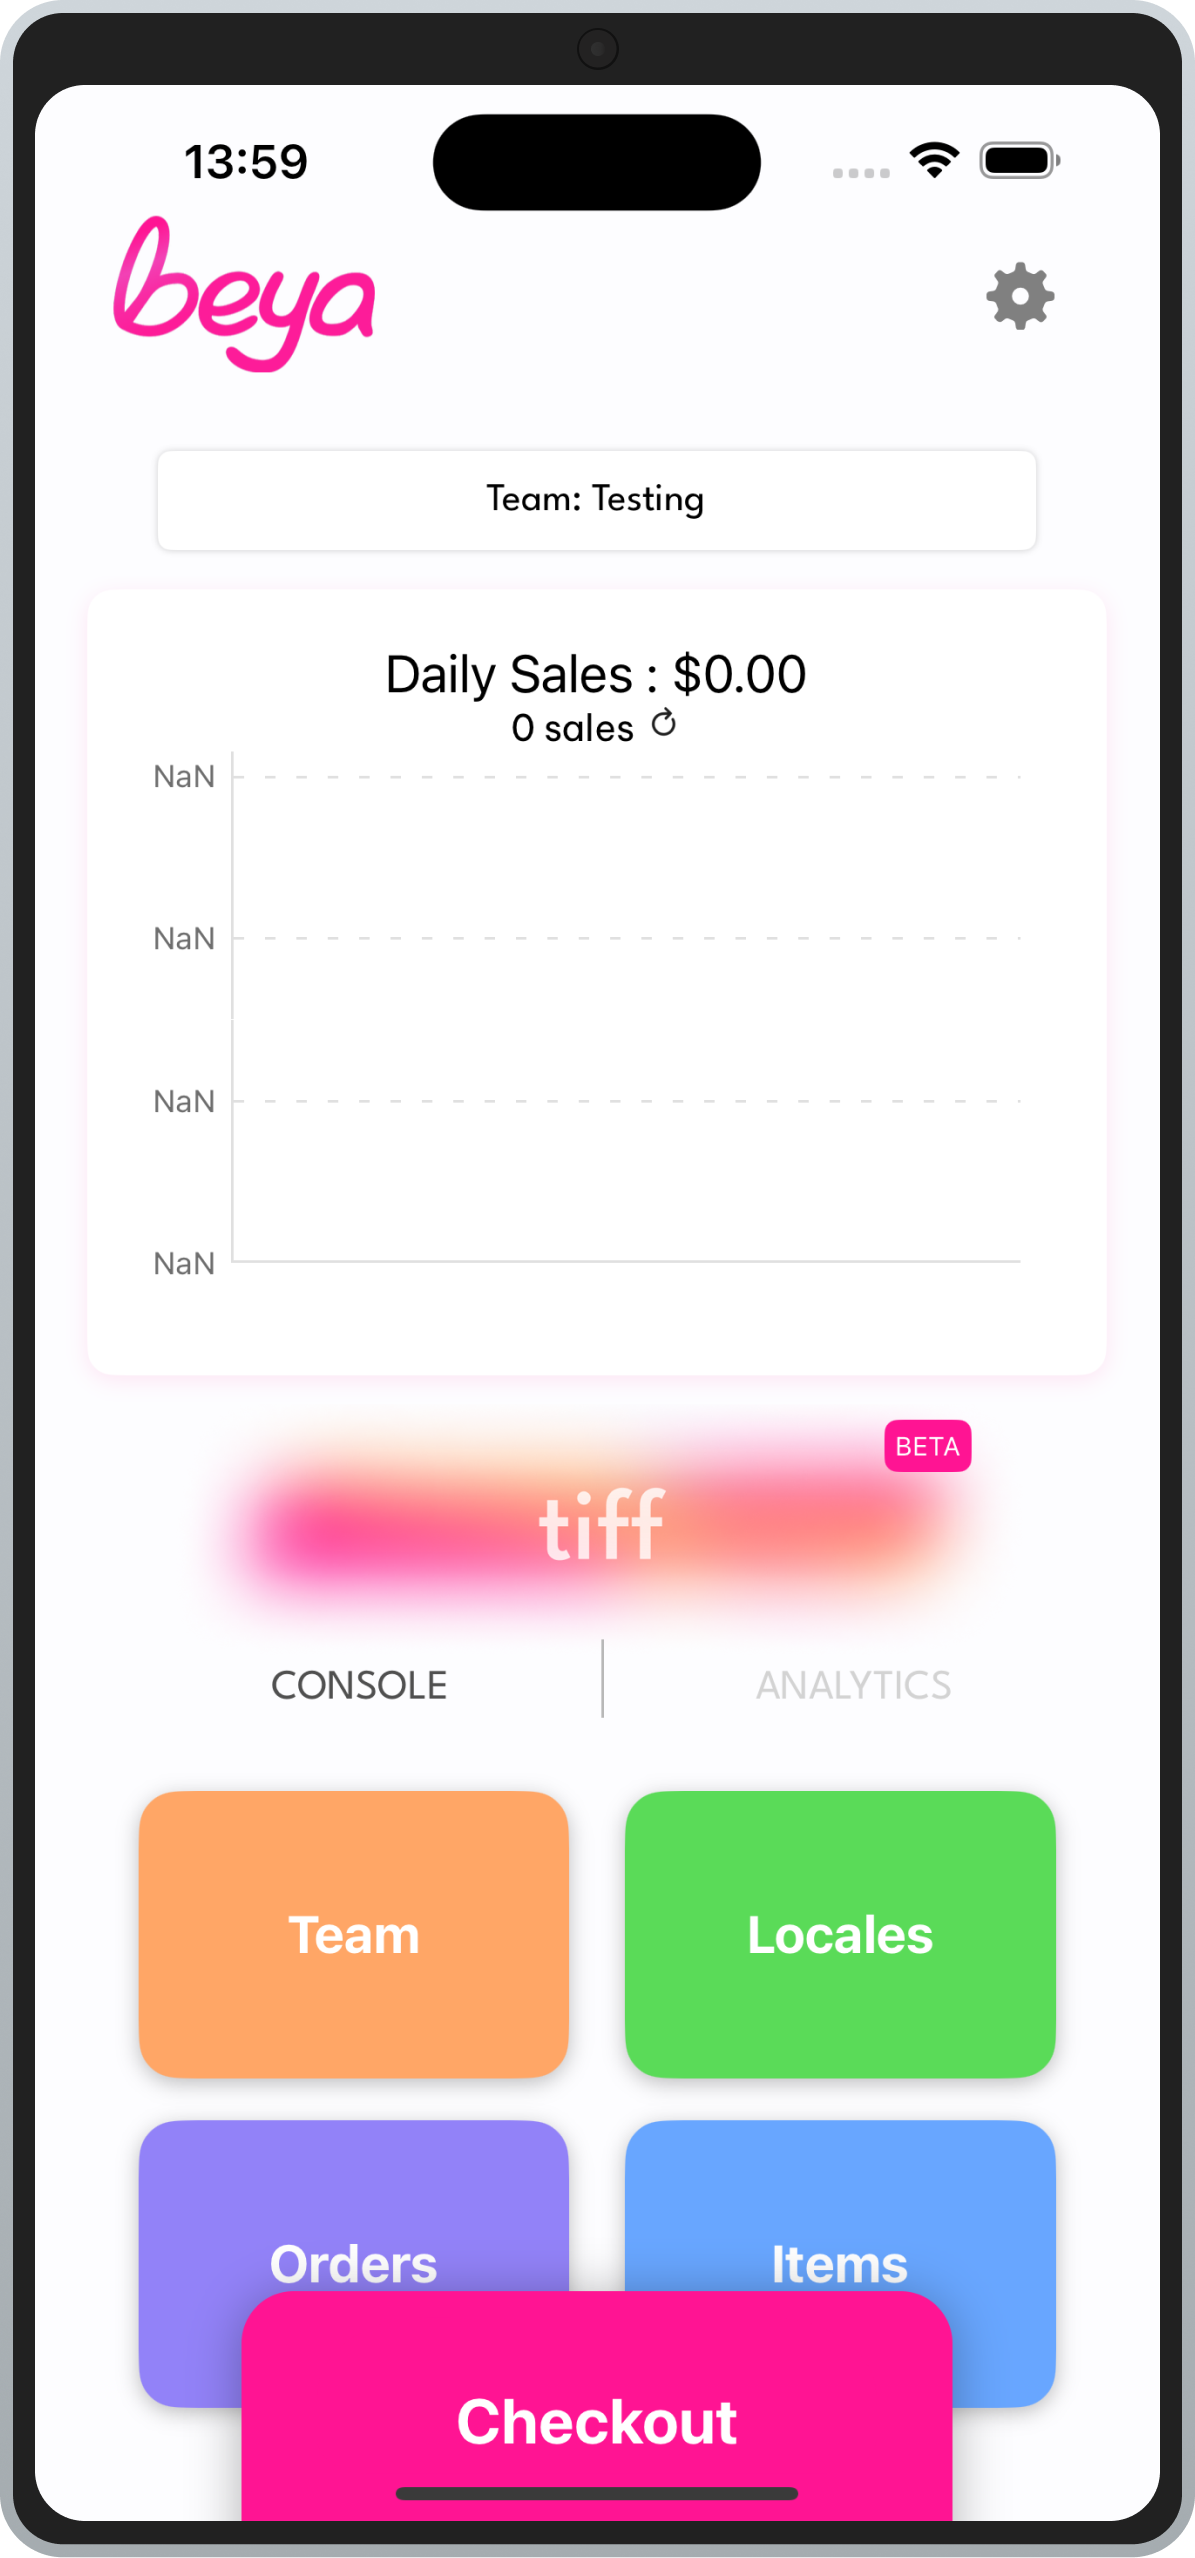 13:59
beya
Team: Testing
Daily Sales : $0.00
0 sales
NaN
NaN
NaN
NaN
BETA
tiff
CONSOLE
ANALYTICS
Team
Locales
Orders
Items
Checkout